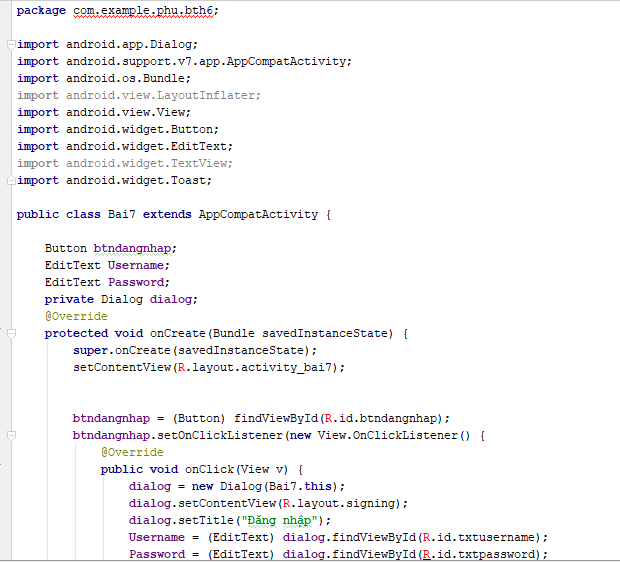 package com.example.phu.bth6;
import android.app.Dialog;
import android.support.v7.app.AppCompatActivity;
import android.os.Bundle;
import android.view.LayoutInflater;
import android.view.View;
import android.widget.Button;
import android.widget.EditText;
import android.widget.TextView;
import android.widget.Toast;
public class Bai7 extends AppCompatActivity {
Button btndangnhap;
EditText Username;
EditText Password;
private Dialog dialog;
@Override
protected void onCreate(Bundle savedInstanceState) {
super.onCreate(savedInstanceState);
setContentView(R.layout.activity_bai7);
btndangnhap = (Button) findViewById(R.id.btndangnhap);
btndangnhap.setOnClickListener(new View.OnClickListener() {
@Override
public void onClick(View v) {
dialog = new Dialog(Bai7.this);
dialog.setContentView(R.layout.signing);
dialog.setTitle("Đăng nhập");
Username = (EditText) dialog.findViewById(R.id.txtusername);
Password = (EditText) dialog.findViewById(R.id.txtpassword);